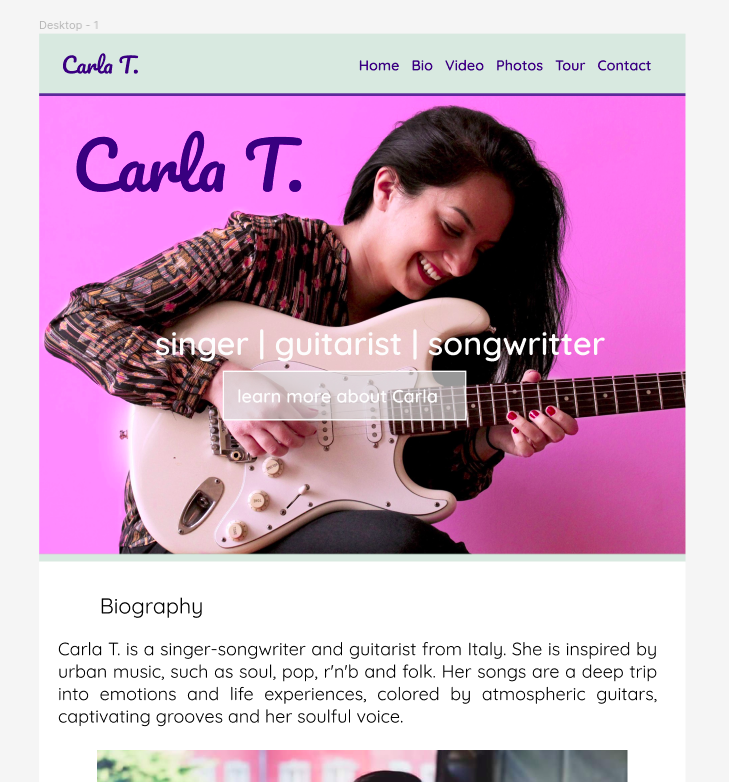 Desktop - 1
Carla T.
Home Bio Video Photos Tour Contact
Carla T.
singer | guitarist | songwritter
learn more about Carla
Biography
Carla T. is a singer-songwriter and guitarist from Italy. She is inspired by
urban music, such as soul, pop, r'n'b and folk. Her songs are a deep trip
into emotions and life experiences, colored by atmospheric guitars,
captivating grooves and her soulful voice.